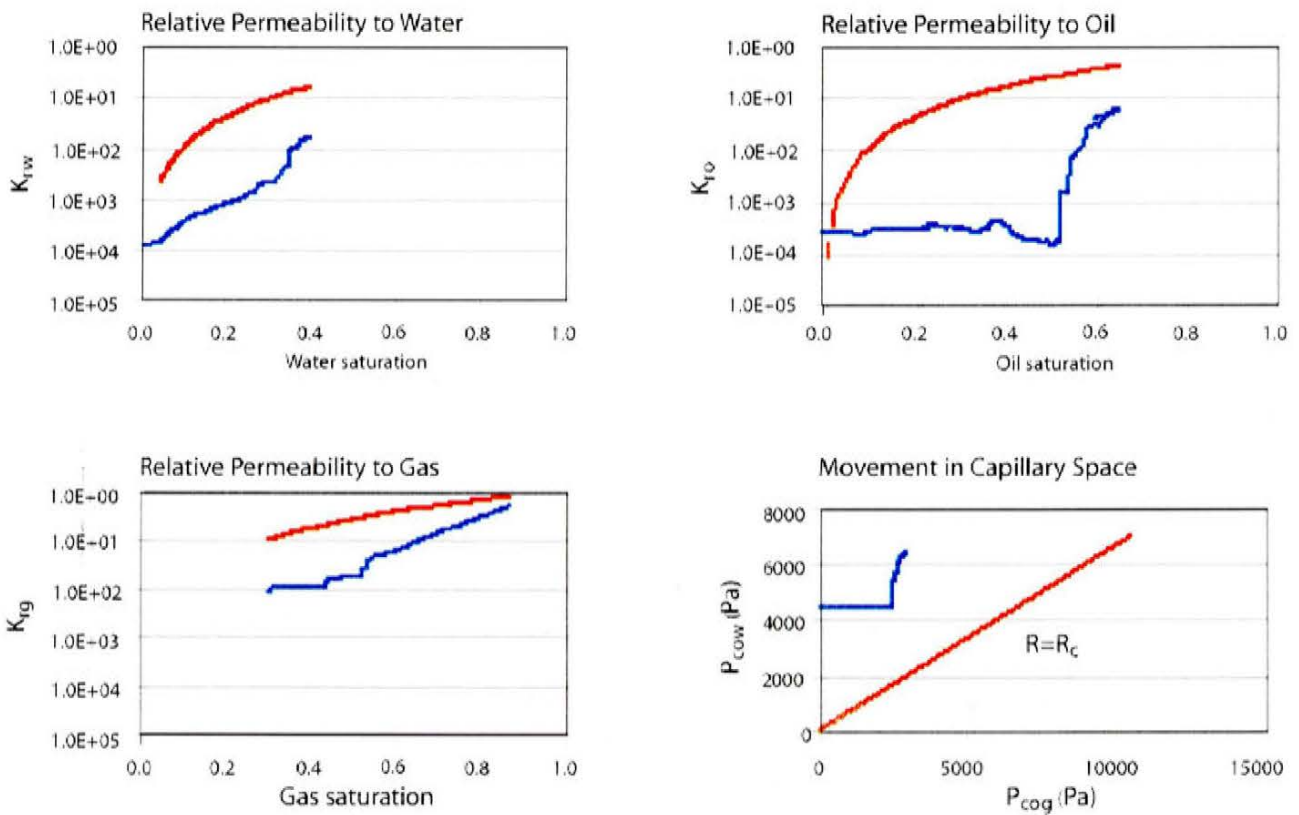 Relative Permeability to Water
K_rw
1.0E+00
1.0E+01
1.0E+02
1.0E+03
1.0E+04
1.0E+05
0.0 0.2 0.4 0.6 0.8 1.0
Water saturation
Relative Permeability to Oil
K_ro
1.0E+00
1.0E+01
1.0E+02
1.0E-03
1.0E-04
1.0E-05
0.0 0.2 0.4 0.6 0.8 1.0
Oil saturation
Relative Permeability to Gas
K_rg
1.0E+00
1.0E+01
1.0E+02
1.0E+03
1.0E+04
1.0E+05
0.0 0.2 0.4 0.6 0.8 1.0
Gas saturation
Movement in Capillary Space
P_cow (Pa)
8000
6000
4000
2000
0
R=R_c
0 5000 10000 15000
P_cog (Pa)